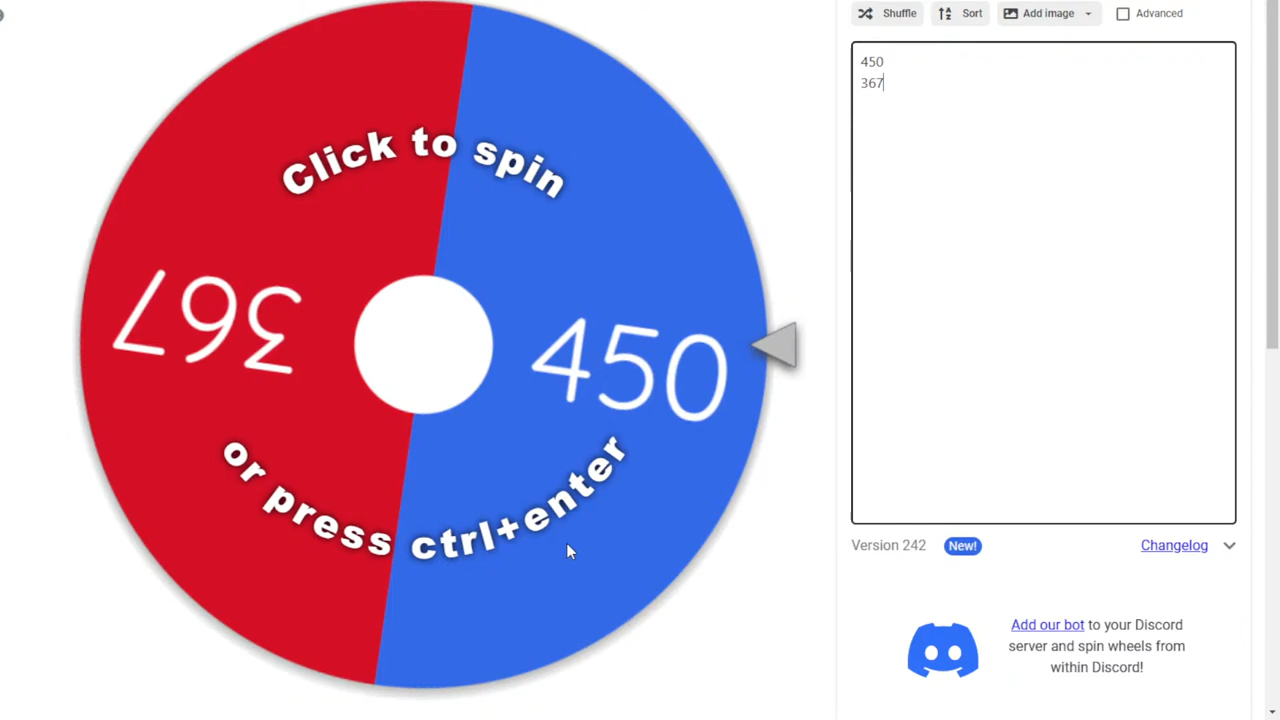 Shuffle
Sort
Add image
Advanced
450
367
Click to spin
367
450
or press ctrl+enter
Version 242
New!
Changelog
Add our bot to your Discord
server and spin wheels from
within Discord!